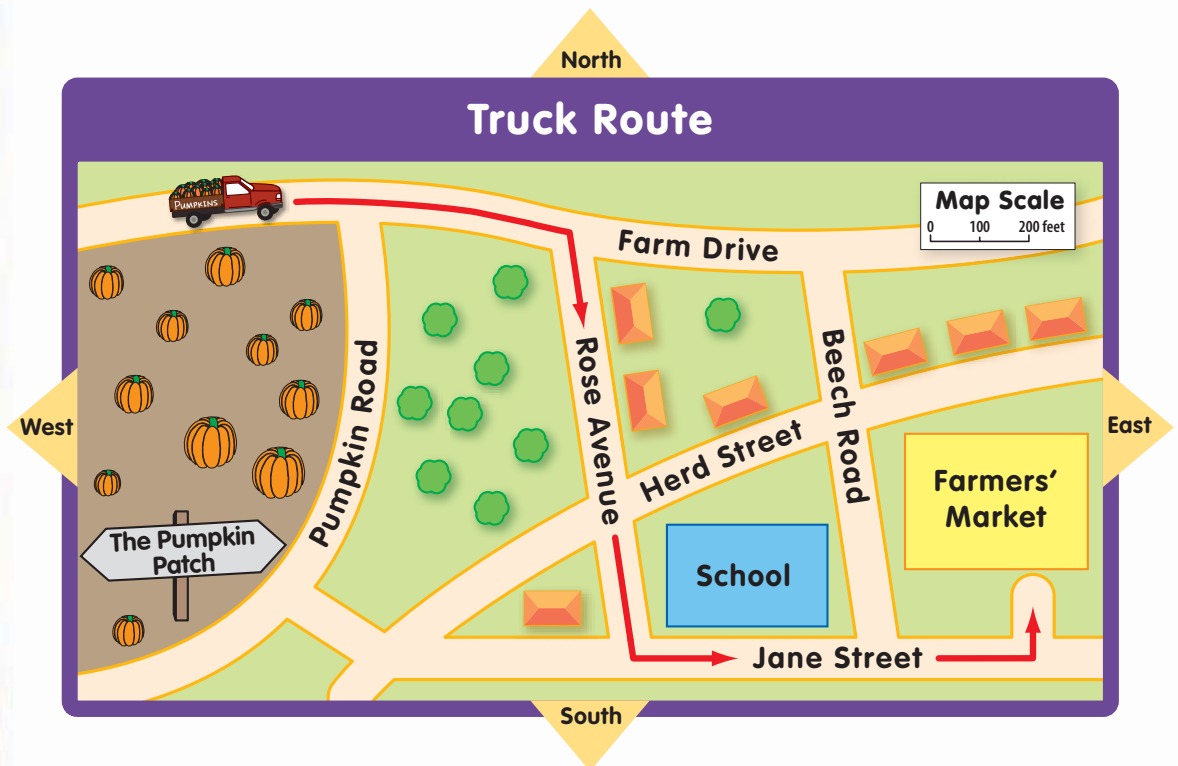 North
Truck Route
PUMPKINS
Map Scale
0 100 200 feet
Farm Drive
Pumpkin Road
Rose Avenue
Beech Road
West
East
Herd Street
Farmers’
Market
The Pumpkin
Patch
School
Jane Street
South